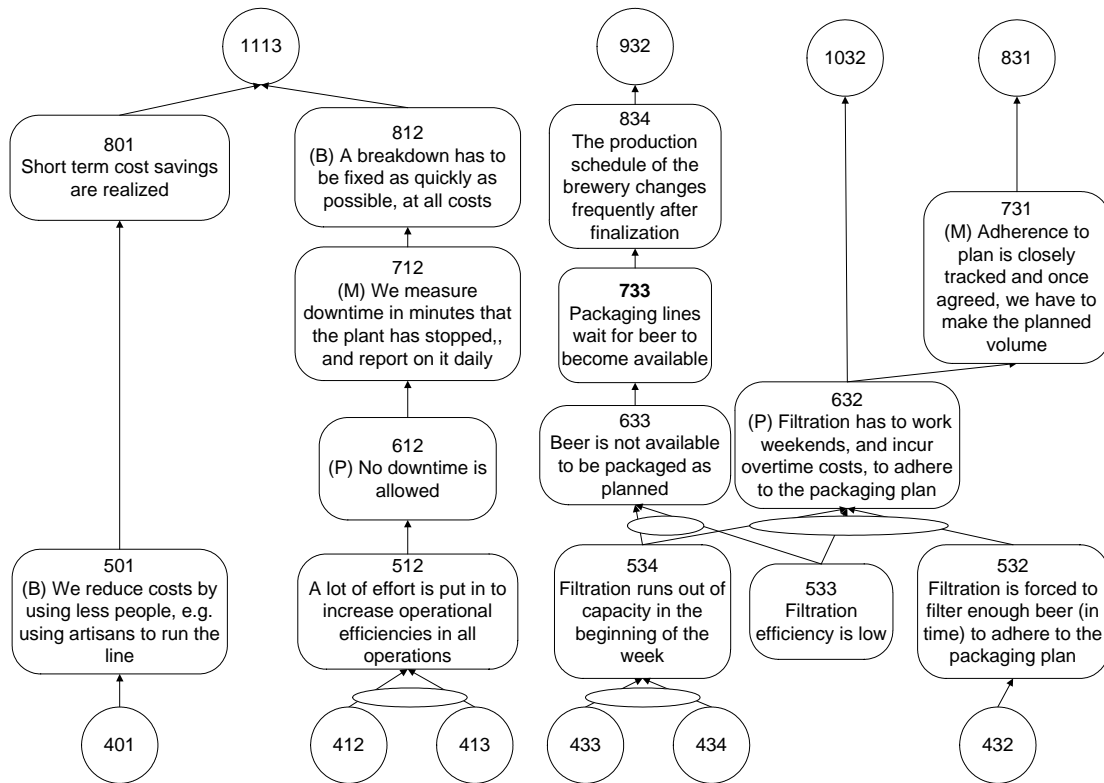 1113
932
1032
831
801
Short term cost savings
are realized
812
(B) A breakdown has to
be fixed as quickly as
possible, at all costs
834
The production
schedule of the
brewery changes
frequently after
finalization
731
(M) Adherence to
plan is closely
tracked and once
agreed, we have to
make the planned
volume
712
(M) We measure
downtime in minutes that
the plant has stopped,,
and report on it daily
733
Packaging lines
wait for beer to
become available
612
(P) No downtime is
allowed
633
Beer is not available
to be packaged as
planned
632
(P) Filtration has to work
weekends, and incur
overtime costs, to adhere
to the packaging plan
501
(B) We reduce costs by
using less people, e.g.
using artisans to run the
line
512
A lot of effort is put in to
increase operational
efficiencies in all
operations
534
Filtration runs out of
capacity in the
beginning of the
week
533
Filtration
efficiency is low
532
Filtration is forced to
filter enough beer (in
time) to adhere to the
packaging plan
401
412
413
433
434
432